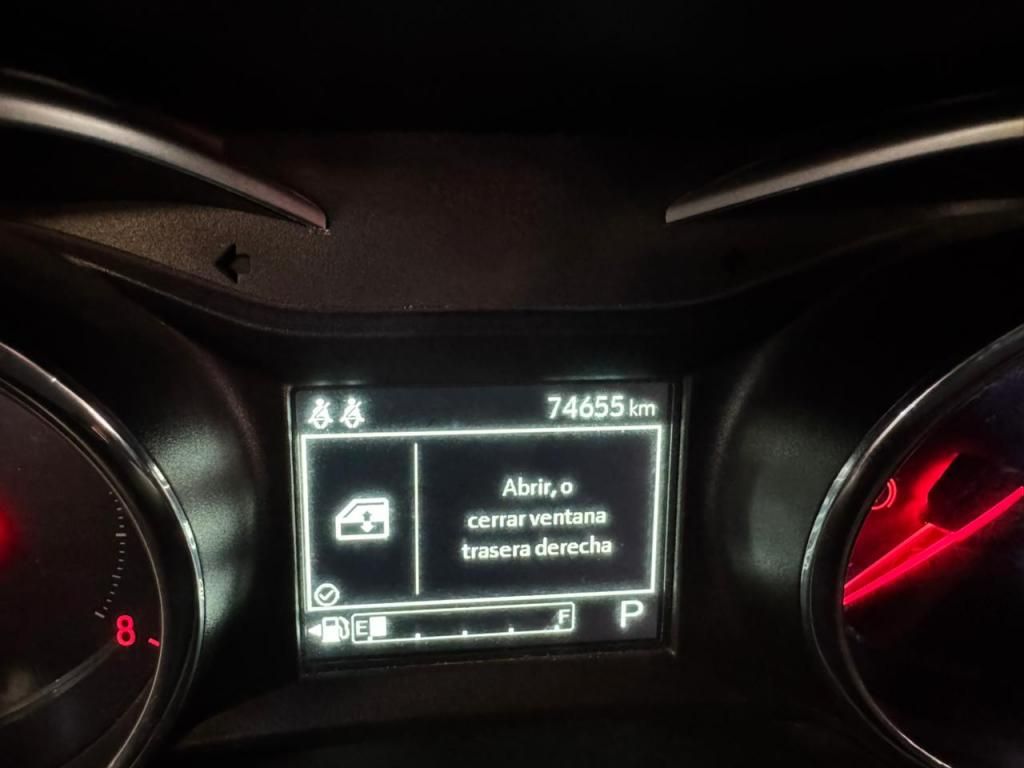 74655 km
Abrir, o
cerrar ventana
trasera derecha
E F P
8